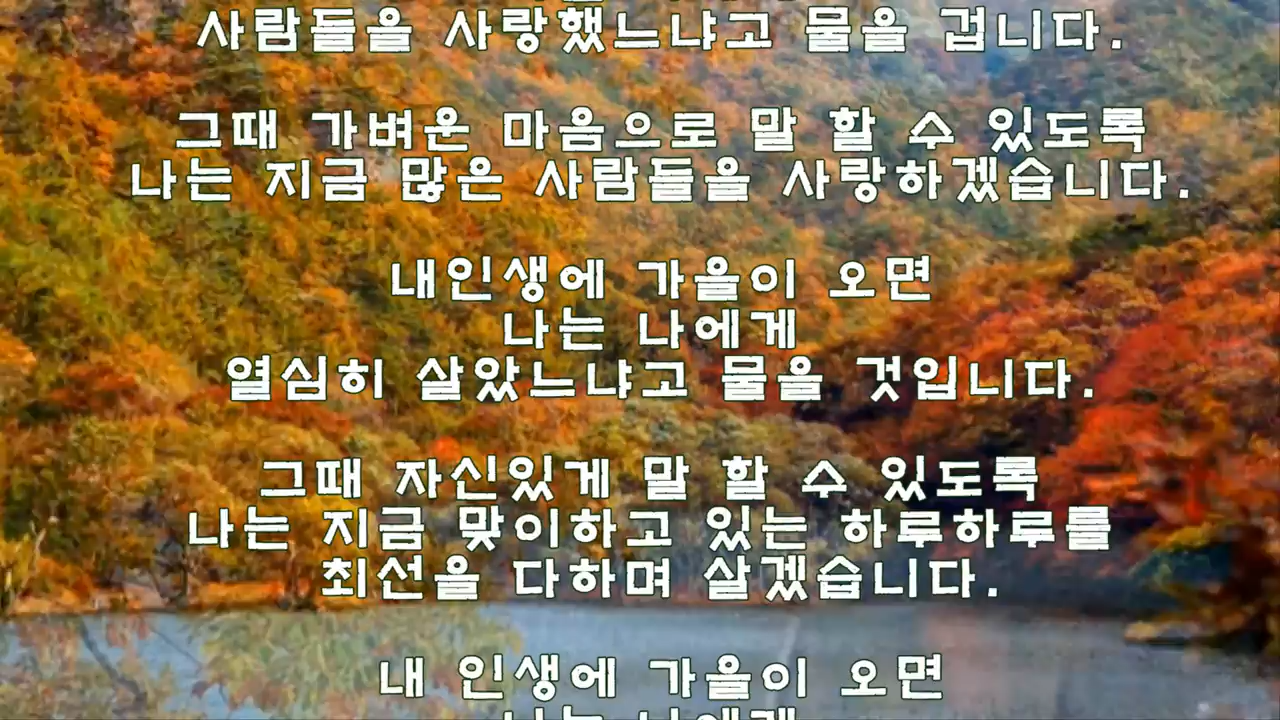 사람들을 사랑했느냐고 물을 겁니다.
그때 가벼운 마음으로 말 할 수 있도록
나는 지금 많은 사람들을 사랑하겠습니다.
내인생에 가을이 오면
나는 나에게
열심히 살았느냐고 물을 것입니다.
그때 자신있게 말 할 수 있도록
나는 지금 맞이하고 있는 하루하루를
최선을 다하며 살겠습니다.
내 인생에 가을이 오면